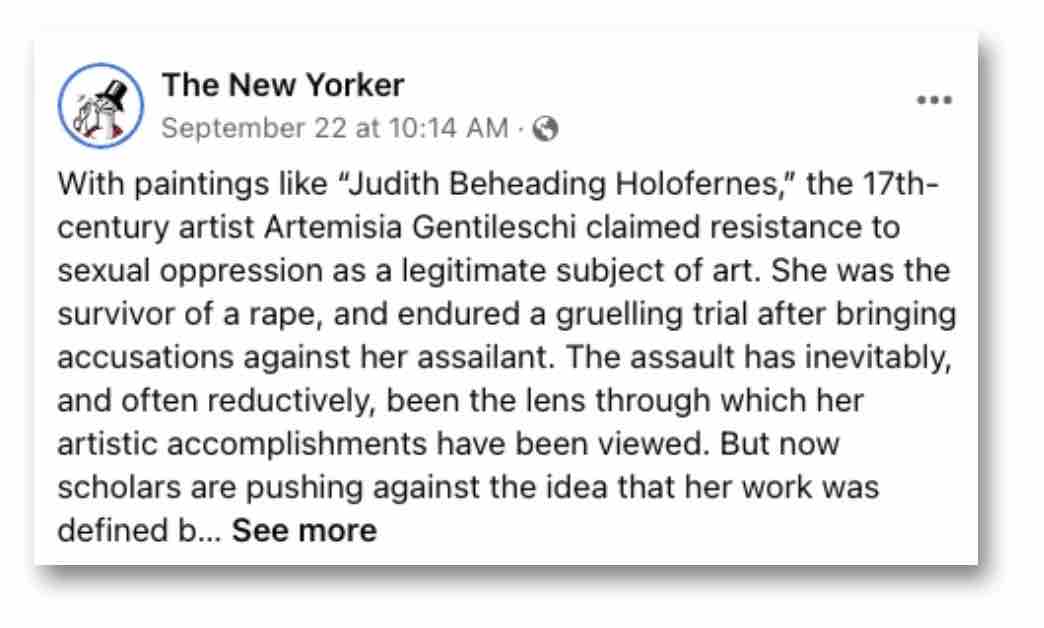 The New Yorker
September 22 at 10:14 AM ·
With paintings like “Judith Beheading Holofernes,” the 17th-
century artist Artemisia Gentileschi claimed resistance to
sexual oppression as a legitimate subject of art. She was the
survivor of a rape, and endured a gruelling trial after bringing
accusations against her assailant. The assault has inevitably,
and often reductively, been the lens through which her
artistic accomplishments have been viewed. But now
scholars are pushing against the idea that her work was
defined b... See more